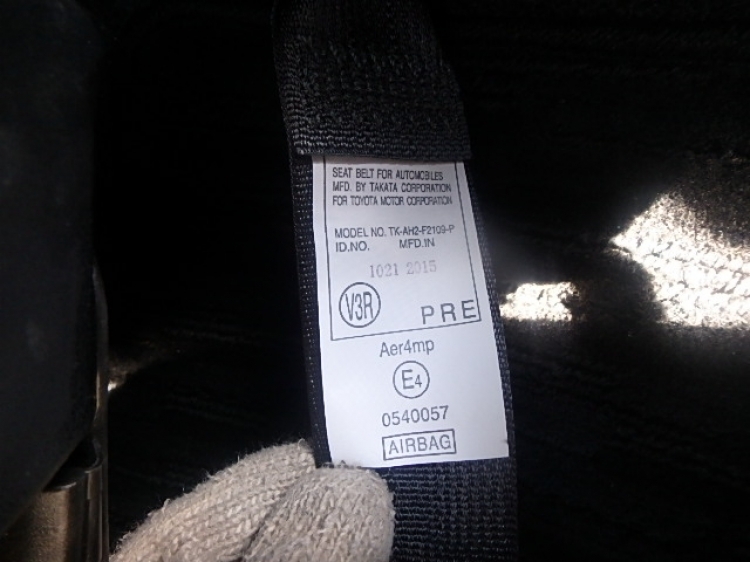 SEAT BELT FOR AUTOMOBILES
MFD. BY TAKATA CORPORATION
FOR TOYOTA MOTOR CORPORATION
MODEL NO. TK-AH2-F2109-P
ID.NO. MFD.IN
1021 2015
V3R PRE
Aer4mp
E4
0540057
AIRBAG